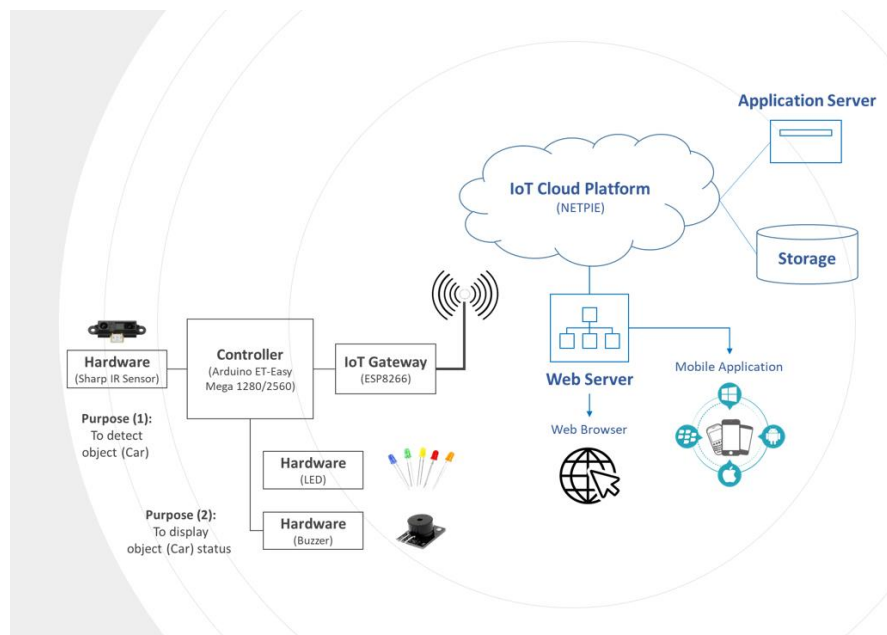 Application Server
IoT Cloud Platform
(NETPIE)
Storage
Hardware
(Sharp IR Sensor)
Controller
(Arduino ET-Easy
Mega 1280/2560)
IoT Gateway
(ESP8266)
Web Server
Mobile Application
Purpose (1):
To detect
object (Car)
Web Browser
Hardware
(LED)
Purpose (2):
To display
object (Car) status
Hardware
(Buzzer)